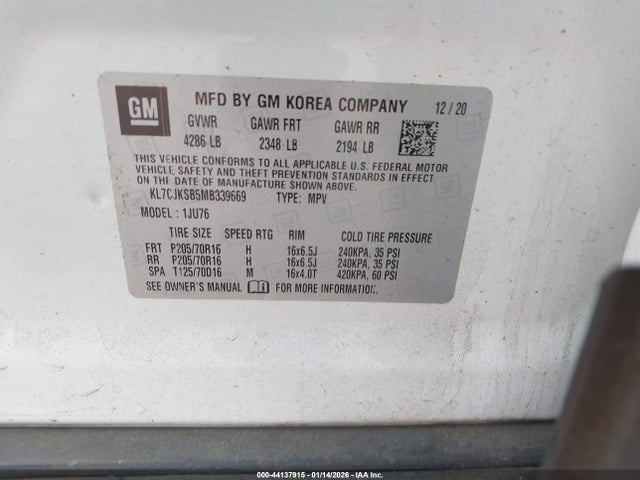 GM
MFD BY GM KOREA COMPANY 12/20
GVWR GAWR FRT GAWR RR
4286 LB 2348 LB 2194 LB
THIS VEHICLE CONFORMS TO ALL APPLICABLE U.S. FEDERAL MOTOR
VEHICLE SAFETY AND THEFT PREVENTION STANDARDS IN EFFECT
ON THE DATE OF MANUFACTURE SHOWN ABOVE.
KL7CJKSB5MB339669 TYPE: MPV
MODEL: 1JU76
TIRE SIZE SPEED RTG RIM COLD TIRE PRESSURE
FRT P205/70R16 H 16x6.5J 240KPA, 35 PSI
RR P205/70R16 H 16x6.5J 240KPA, 35 PSI
SPA T125/70D16 M 16x4.0T 420KPA, 60 PSI
SEE OWNER'S MANUAL FOR MORE INFORMATION.
000-44137915 - 01/14/2026 - IAAI.com